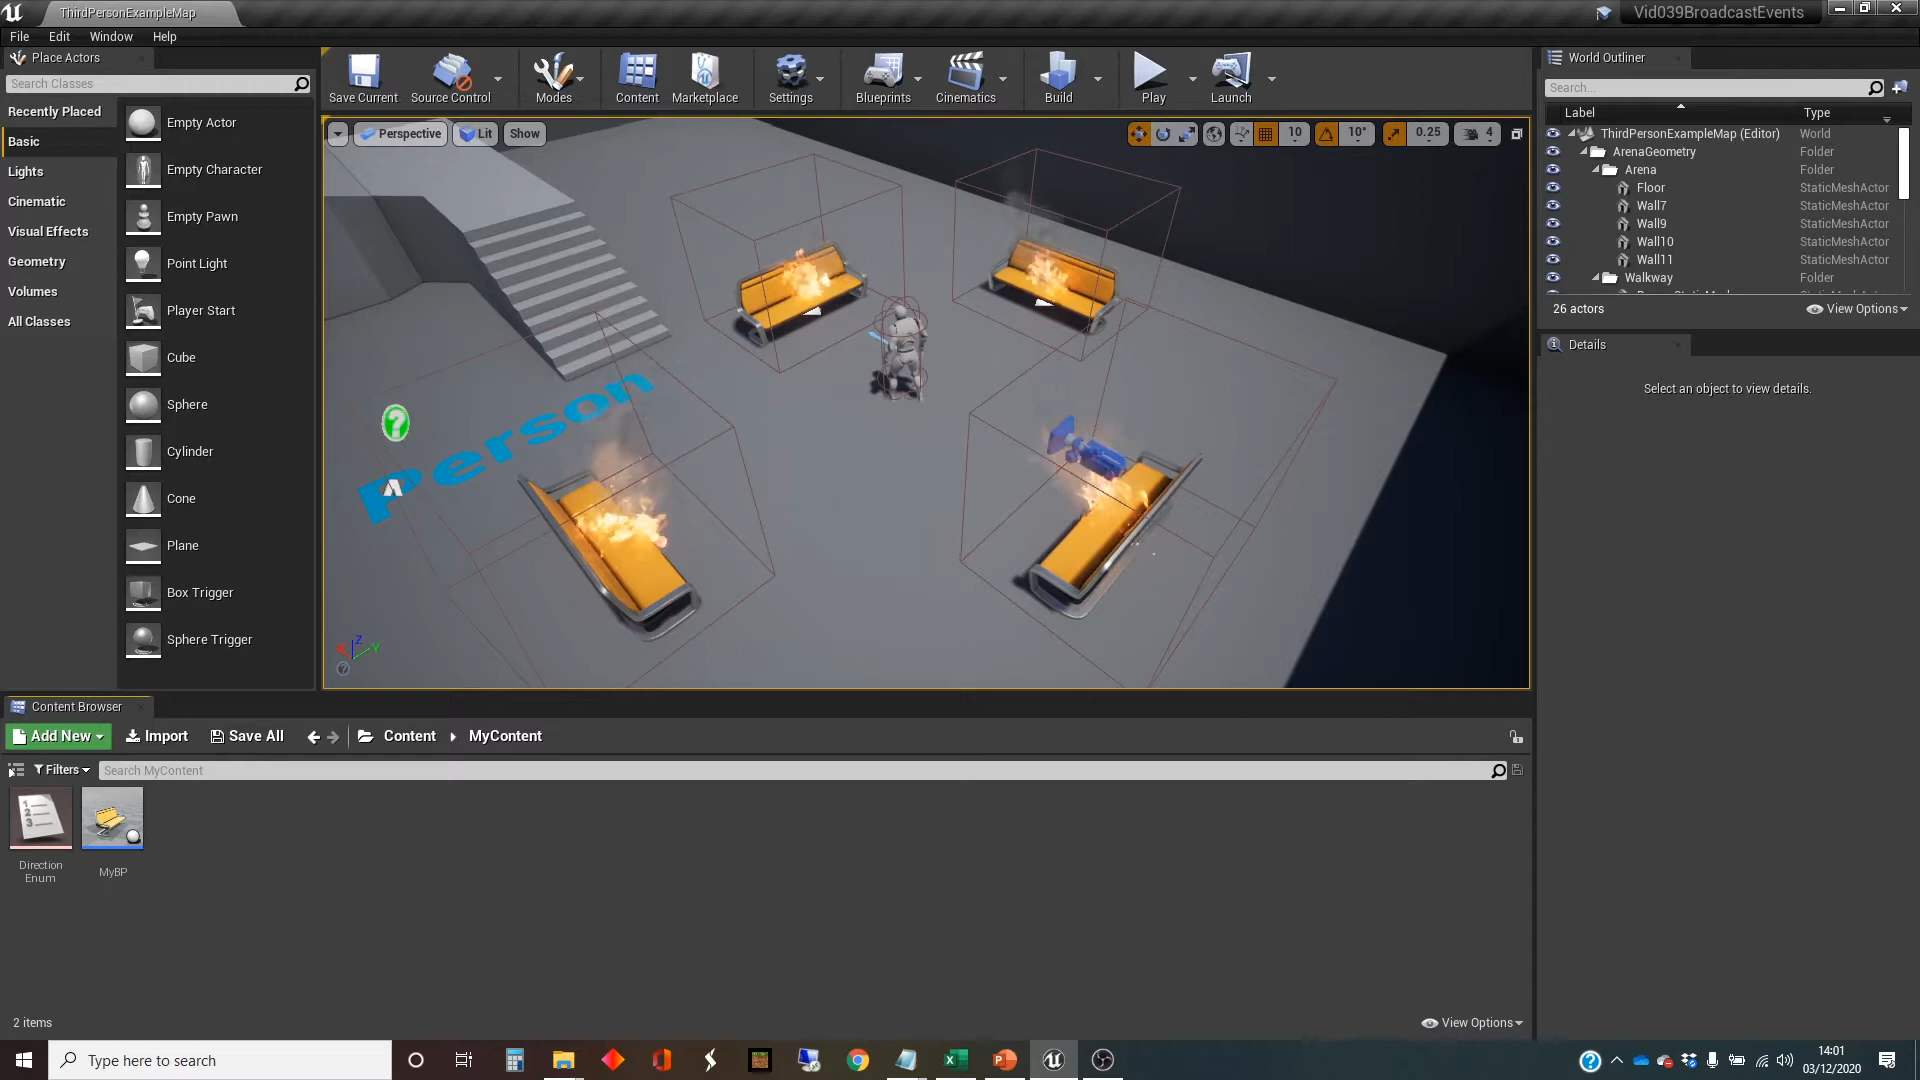 ThirdPersonExampleMap
Vid039BroadcastEvents
File Edit Window Help
Place Actors
Search Classes
Recently Placed
Basic
Lights
Cinematic
Visual Effects
Geometry
Volumes
All Classes
Empty Actor
Empty Character
Empty Pawn
Point Light
Player Start
Cube
Sphere
Cylinder
Cone
Plane
Box Trigger
Sphere Trigger
Save Current Source Control Modes Content Marketplace Settings Blueprints Cinematics Build Play Launch
Perspective Lit Show
10 10° 0.25 4
Person
X Z Y
World Outliner
Search...
Label Type
ThirdPersonExampleMap (Editor) World
ArenaGeometry Folder
Arena Folder
Floor StaticMeshActor
Wall7 StaticMeshActor
Wall9 StaticMeshActor
Wall10 StaticMeshActor
Wall11 StaticMeshActor
Walkway Folder
26 actors View Options
Details
Select an object to view details.
Content Browser
Add New Import Save All Content MyContent
Filters Search MyContent
Direction
Enum
MyBP
2 items View Options
Type here to search
14:01
03/12/2020